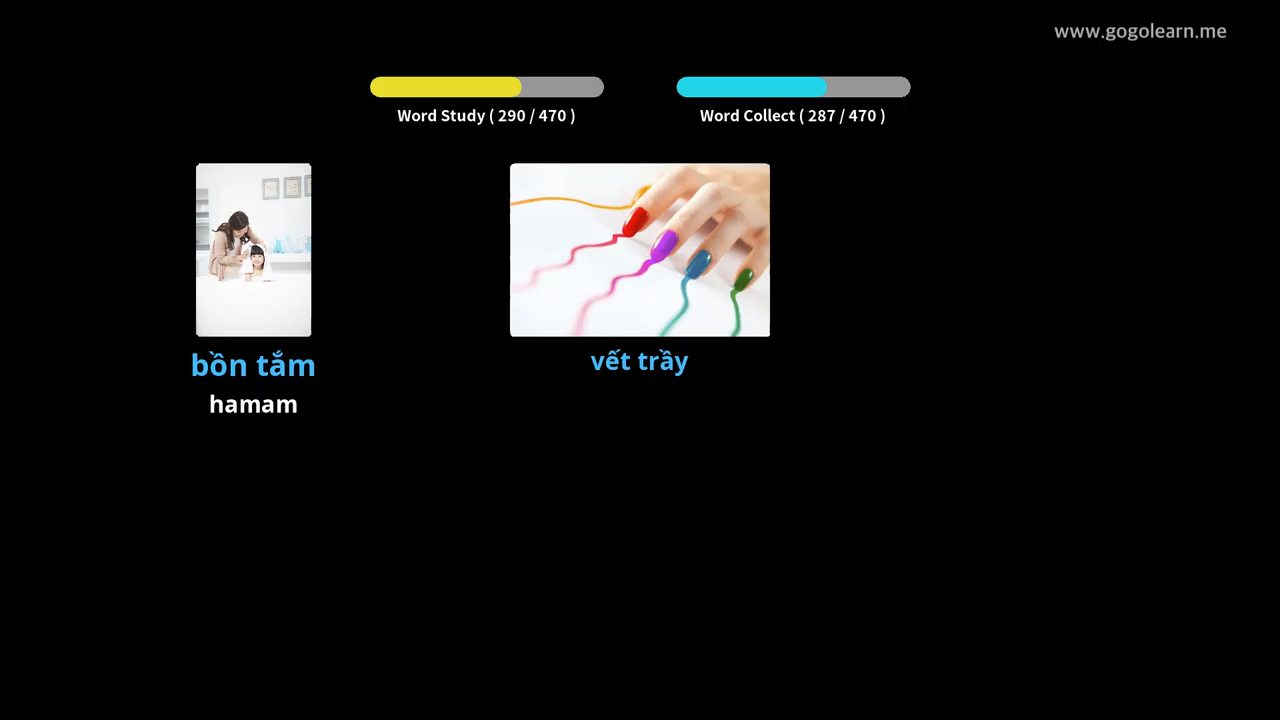 www.gogolearn.me
Word Study ( 290 / 470 )
Word Collect ( 287 / 470 )
bồn tắm
hamam
vết trầy